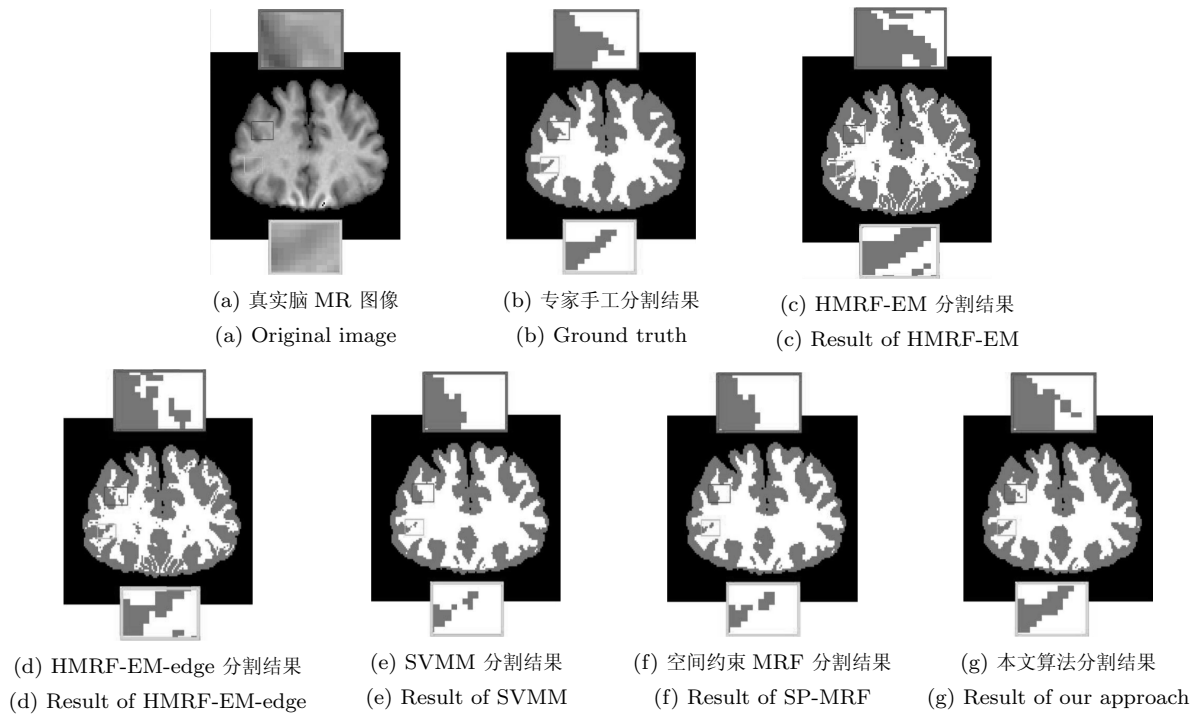 (a) 真实脑 MR 图像
(a) Original image
(b) 专家手工分割结果
(b) Ground truth
(c) HMRF-EM 分割结果
(c) Result of HMRF-EM
(d) HMRF-EM-edge 分割结果
(d) Result of HMRF-EM-edge
(e) SVMM 分割结果
(e) Result of SVMM
(f) 空间约束 MRF 分割结果
(f) Result of SP-MRF
(g) 本文算法分割结果
(g) Result of our approach